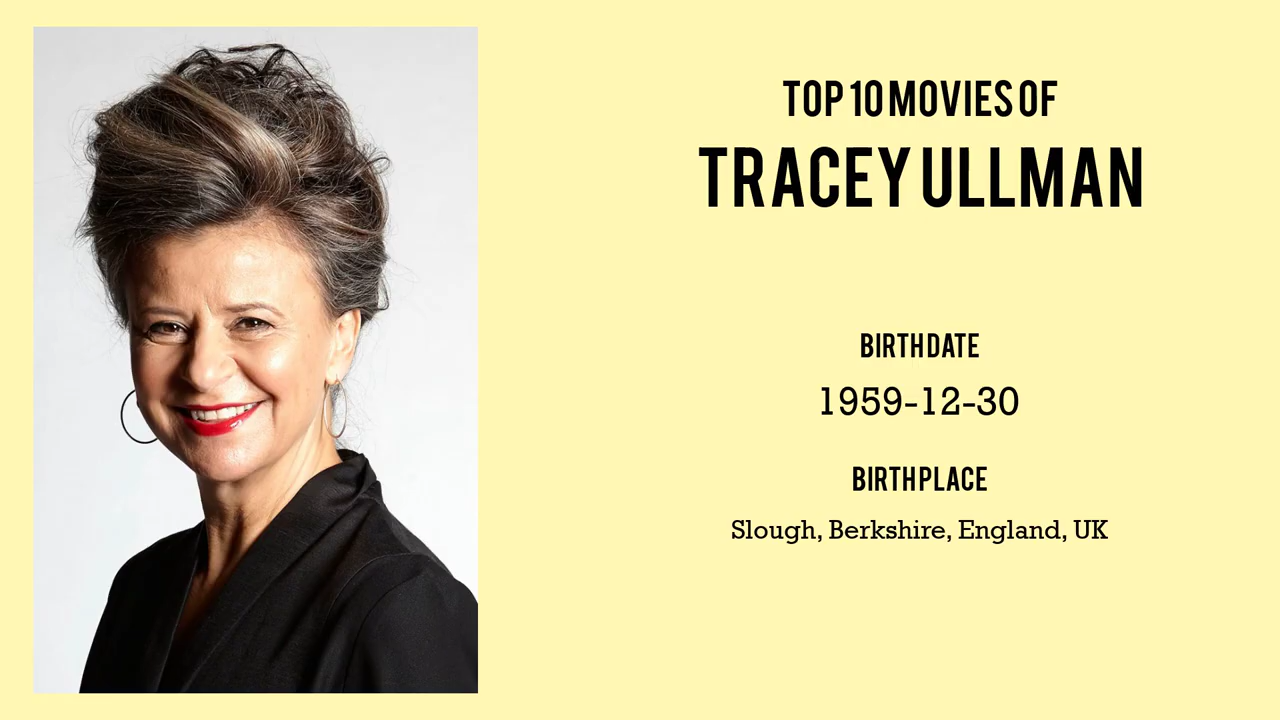 TOP 10 MOVIES OF
TRACEY ULLMAN
BIRTHDATE
1959-12-30
BIRTHPLACE
Slough, Berkshire, England, UK